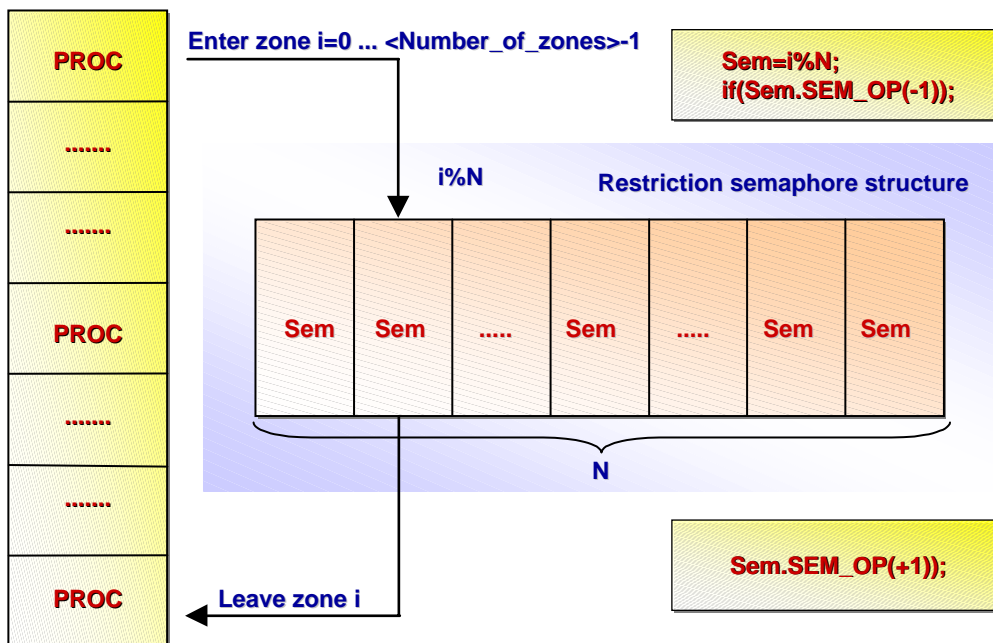 PROC
.......
.......
PROC
.......
.......
PROC
Enter zone i=0 ... <Number_of_zones>-1
Sem=i%N;
if(Sem.SEM_OP(-1));
i%N
Restriction semaphore structure
Sem Sem ..... Sem ..... Sem Sem
N
Leave zone i
Sem.SEM_OP(+1));